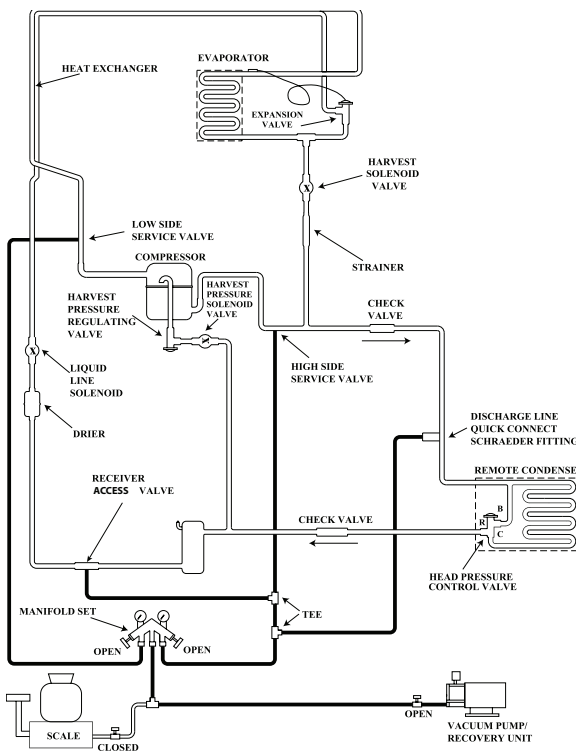 EVAPORATOR
HEAT EXCHANGER
EXPANSION
VALVE
HARVEST
SOLENOID
VALVE
X
LOW SIDE
SERVICE VALVE
COMPRESSOR
STRAINER
HARVEST
PRESSURE
SOLENOID
VALVE
HARVEST
PRESSURE
REGULATING
VALVE
X
CHECK
VALVE
X
LIQUID
LINE
SOLENOID
HIGH SIDE
SERVICE VALVE
DRIER
DISCHARGE LINE
QUICK CONNECT
SCHRAEDER FITTING
RECEIVER
ACCESS VALVE
REMOTE CONDENSE
B
R
C
CHECK VALVE
HEAD PRESSURE
CONTROL VALVE
MANIFOLD SET
TEE
OPEN
OPEN
SCALE
CLOSED
OPEN
VACUUM PUMP/
RECOVERY UNIT